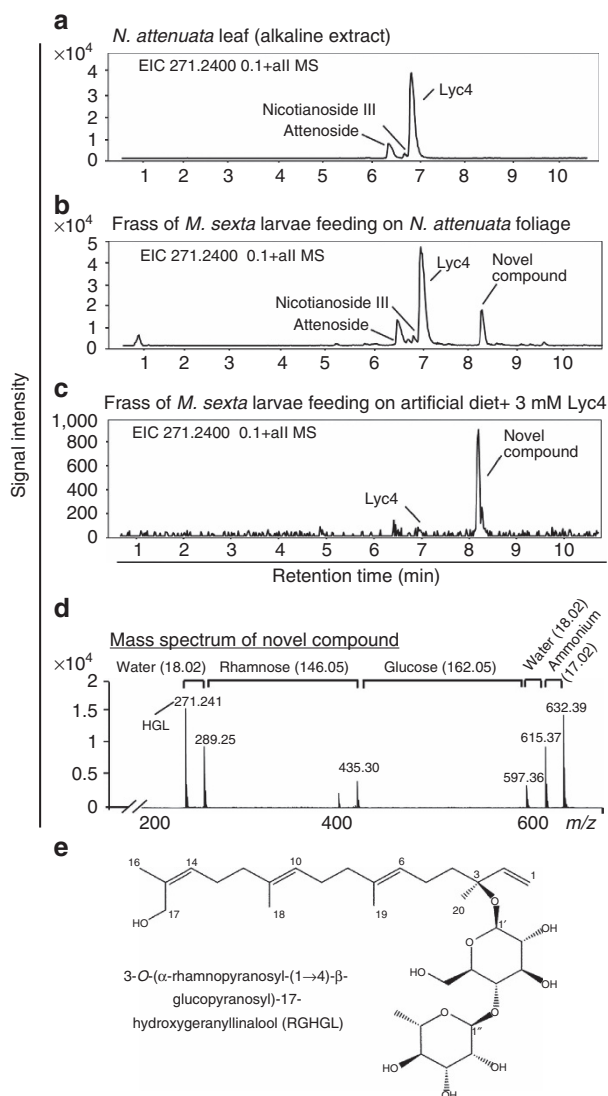 Signal intensity
a
N. attenuata leaf (alkaline extract)
×10⁴
EIC 271.2400 0.1+all MS
5
4
3
2
1
0
Lyc4
Nicotianoside III
Attenoside
1 2 3 4 5 6 7 8 9 10
b
Frass of M. sexta larvae feeding on N. attenuata foliage
×10⁴
EIC 271.2400 0.1+all MS
5
4
3
2
1
0
Lyc4
Novel
compound
Nicotianoside III
Attenoside
1 2 3 4 5 6 7 8 9 10
c
Frass of M. sexta larvae feeding on artificial diet+ 3 mM Lyc4
EIC 271.2400 0.1+all MS
1,000
800
600
400
200
0
Novel
compound
Lyc4
1 2 3 4 5 6 7 8 9 10
Retention time (min)
d
Mass spectrum of novel compound
×10⁴
Water (18.02)
Rhamnose (146.05)
Glucose (162.05)
Water (18.02)
Ammonium
(17.02)
2
1.5
1
0.5
0
271.241
HGL
289.25
435.30
597.36
615.37
632.39
200 400 600 m/z
e
16
14
10
6
3
1
HO
17
18
19
20
O
1′
OH
O
HO
OH
OH
O
O
1″
HO
OH
OH
3-O-(α-rhamnopyranosyl-(1→4)-β-
glucopyranosyl)-17-
hydroxygeranyllinalool (RGHGL)